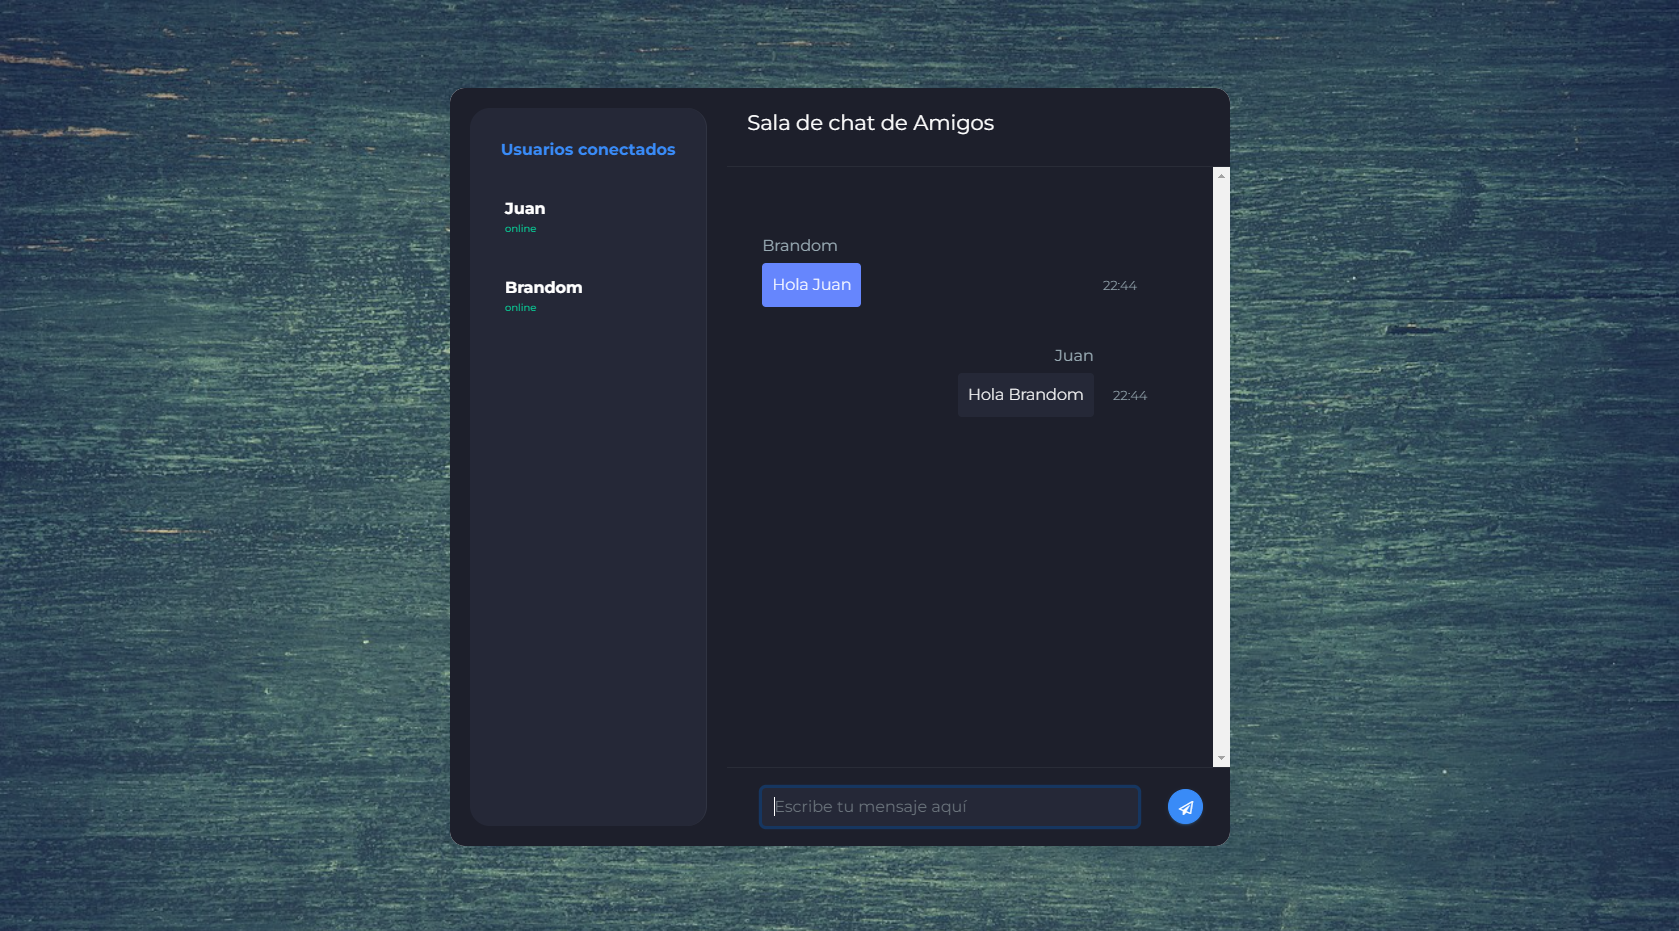 Usuarios conectados
Juan
online
Brandom
online
Sala de chat de Amigos
Brandom
Hola Juan
22:44
Juan
Hola Brandom
22:44
Escribe tu mensaje aquí